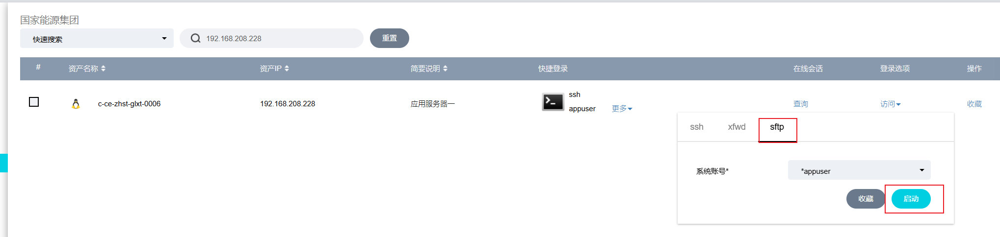 国家能源集团
快速搜索 192.168.208.228 重置
# 资产名称 资产IP 简要说明 快捷登录 在线会话 登录选项 操作
c-ce-zhst-glxt-0006 192.168.208.228 应用服务器一 ssh 查询 访问 收藏
appuser 更多
ssh xfwd sftp
系统账号* *appuser
收藏 启动